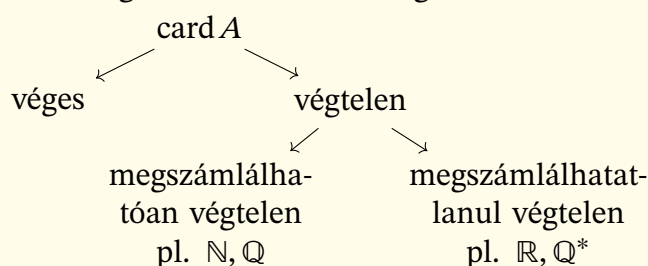 card A
véges végtelen
megszámlálha- megszámlálhatat-
tóan végtelen lanul végtelen
pl. ℕ, ℚ pl. ℝ, ℚ*